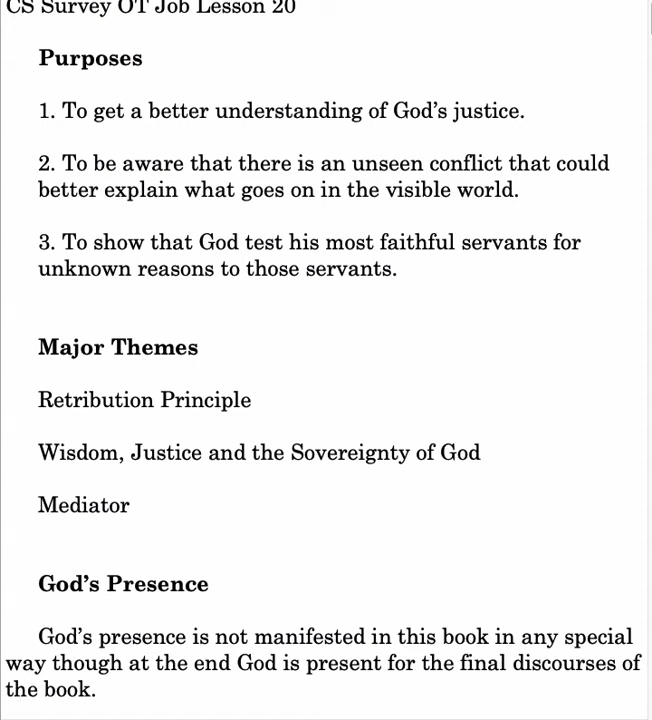 CS Survey OT Job Lesson 20
Purposes
1. To get a better understanding of God’s justice.
2. To be aware that there is an unseen conflict that could
better explain what goes on in the visible world.
3. To show that God test his most faithful servants for
unknown reasons to those servants.
Major Themes
Retribution Principle
Wisdom, Justice and the Sovereignty of God
Mediator
God’s Presence
God’s presence is not manifested in this book in any special
way though at the end God is present for the final discourses of
the book.